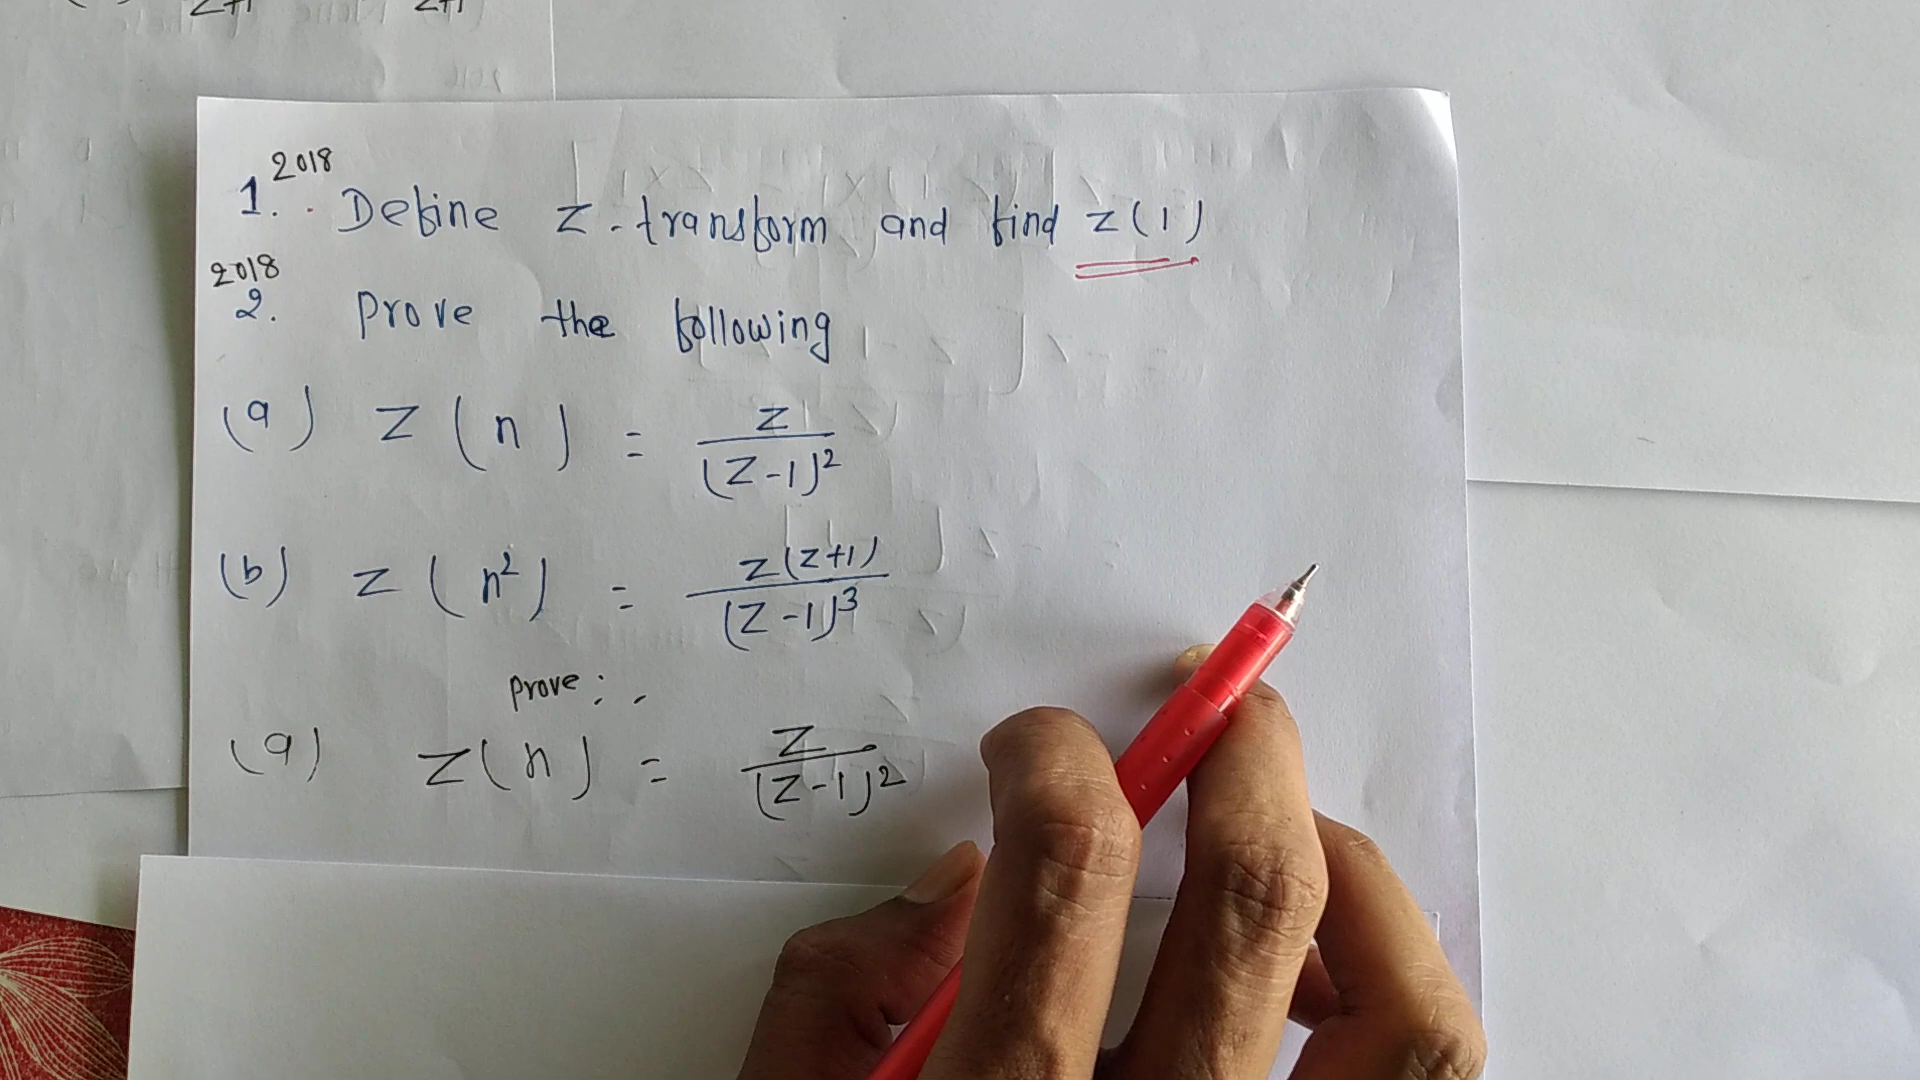 2018
1. Define Z-transform and find Z(1)
2018
2. Prove the following
(a) Z(n) = z/(z-1)²
(b) Z(n²) = z(z+1)/(z-1)³
Prove:
(a) Z(n) = z/(z-1)²